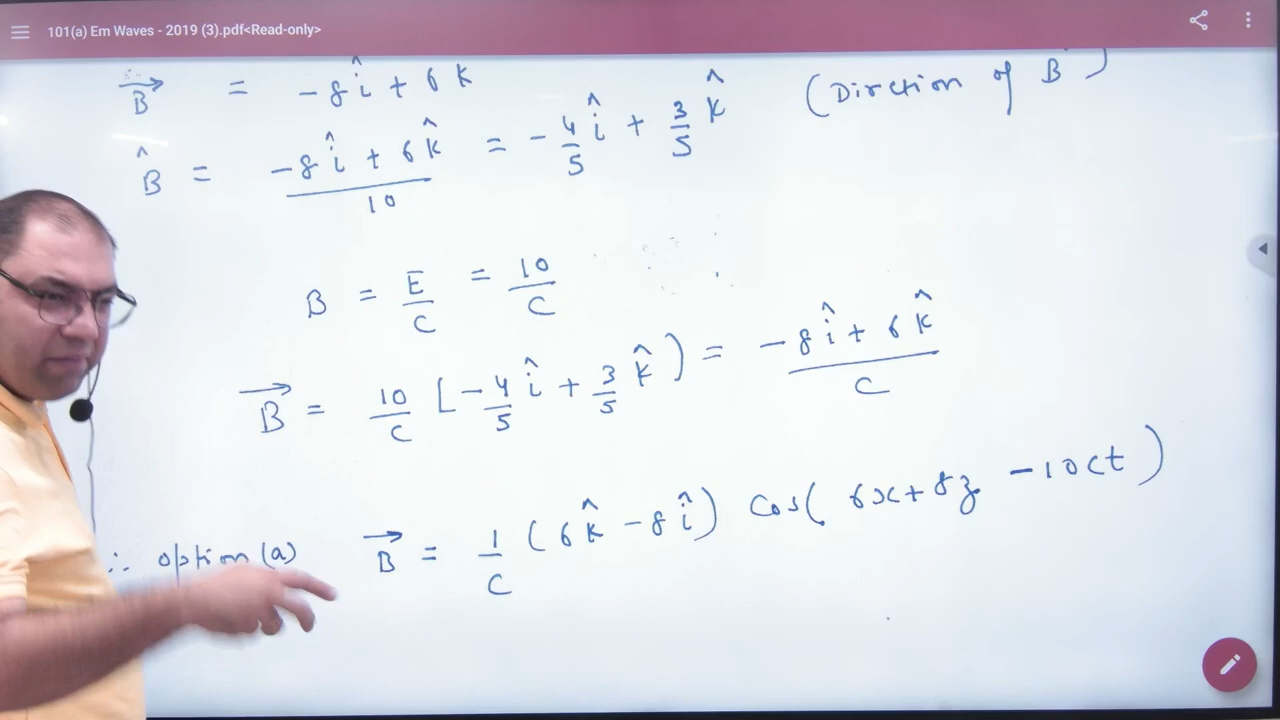 101(a) Em Waves - 2019 (3).pdf<Read-only>
B⃗ = -8î + 6k (Dirction of B)
B̂ = (-8î + 6k̂)/10 = -4/5 î + 3/5 k̂
B = E/C = 10/C
B⃗ = 10/C [-4/5 î + 3/5 k̂) = (-8î + 6k̂)/C
∴ option (a) B⃗ = 1/C (6k̂ - 8î) Cos(6x + 8z - 10ct)